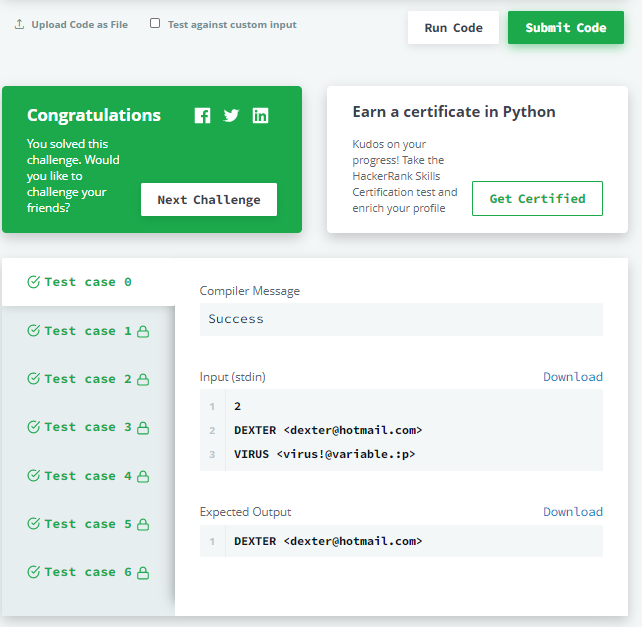 Upload Code as File
Test against custom input
Run Code
Submit Code
Congratulations
You solved this
challenge. Would
you like to
challenge your
friends?
Next Challenge
Earn a certificate in Python
Kudos on your
progress! Take the
HackerRank Skills
Certification test and
enrich your profile
Get Certified
Test case 0
Test case 1
Test case 2
Test case 3
Test case 4
Test case 5
Test case 6
Compiler Message
Success
Input (stdin)
Download
1 2
2 DEXTER <dexter@hotmail.com>
3 VIRUS <virus!@variable.:p>
Expected Output
Download
1 DEXTER <dexter@hotmail.com>